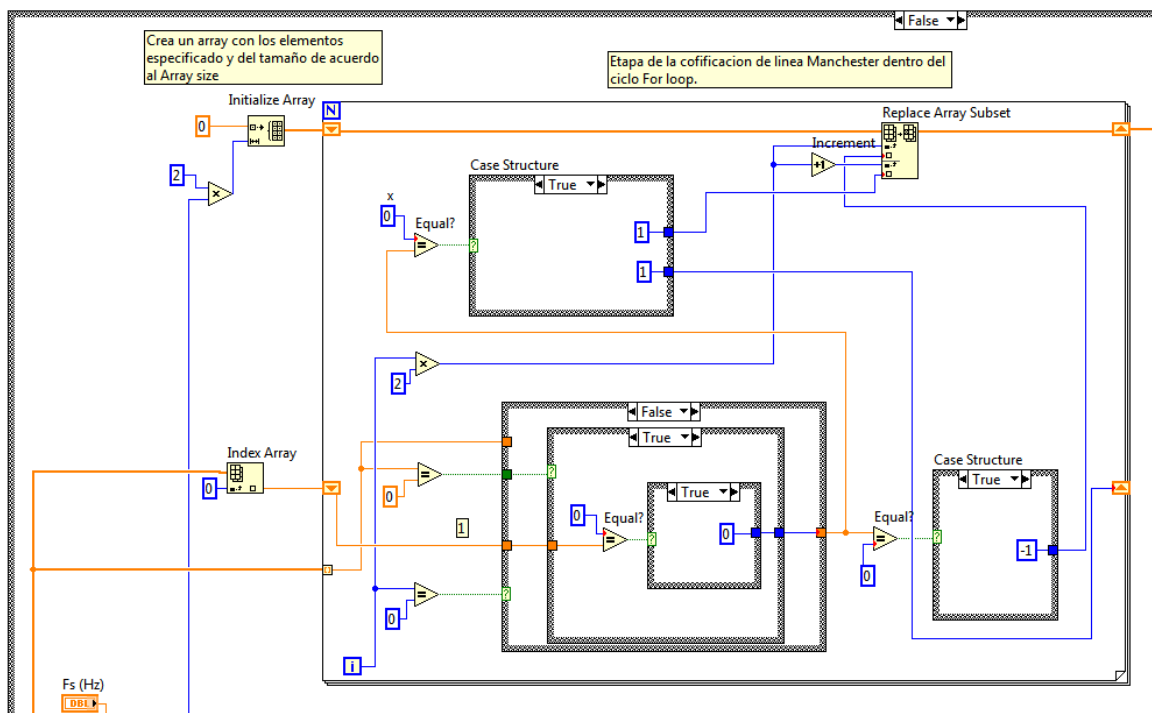 False
Crea un array con los elementos
especificado y del tamaño de acuerdo
al Array size
Etapa de la cofificacion de linea Manchester dentro del
ciclo For loop.
Initialize Array
N
Replace Array Subset
0
Increment
+1
Case Structure
True
2
×
x
0
Equal?
=
?
1
1
×
2
False
True
Index Array
0
=
0
?
True
Case Structure
True
1
0
Equal?
=
?
0
Equal?
=
?
-1
0
=
0
?
i
Fs (Hz)
DBL